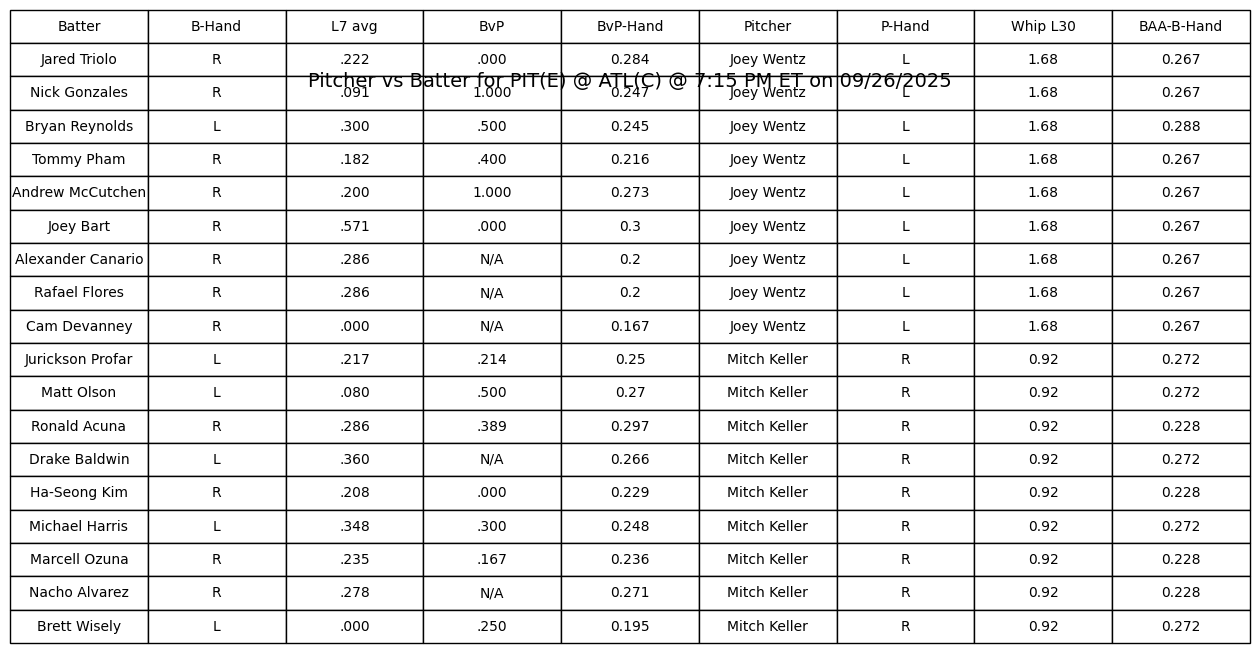 Batter B-Hand L7 avg BvP BvP-Hand Pitcher P-Hand Whip L30 BAA-B-Hand
Jared Triolo R .222 .000 0.284 Joey Wentz L 1.68 0.267
Pitcher vs Batter for PIT(E) @ ATL(C) @ 7:15 PM ET on 09/26/2025
Nick Gonzales R .091 1.000 0.247 Joey Wentz L 1.68 0.267
Bryan Reynolds L .300 .500 0.245 Joey Wentz L 1.68 0.288
Tommy Pham R .182 .400 0.216 Joey Wentz L 1.68 0.267
Andrew McCutchen R .200 1.000 0.273 Joey Wentz L 1.68 0.267
Joey Bart R .571 .000 0.3 Joey Wentz L 1.68 0.267
Alexander Canario R .286 N/A 0.2 Joey Wentz L 1.68 0.267
Rafael Flores R .286 N/A 0.2 Joey Wentz L 1.68 0.267
Cam Devanney R .000 N/A 0.167 Joey Wentz L 1.68 0.267
Jurickson Profar L .217 .214 0.25 Mitch Keller R 0.92 0.272
Matt Olson L .080 .500 0.27 Mitch Keller R 0.92 0.272
Ronald Acuna R .286 .389 0.297 Mitch Keller R 0.92 0.228
Drake Baldwin L .360 N/A 0.266 Mitch Keller R 0.92 0.272
Ha-Seong Kim R .208 .000 0.229 Mitch Keller R 0.92 0.228
Michael Harris L .348 .300 0.248 Mitch Keller R 0.92 0.272
Marcell Ozuna R .235 .167 0.236 Mitch Keller R 0.92 0.228
Nacho Alvarez R .278 N/A 0.271 Mitch Keller R 0.92 0.228
Brett Wisely L .000 .250 0.195 Mitch Keller R 0.92 0.272